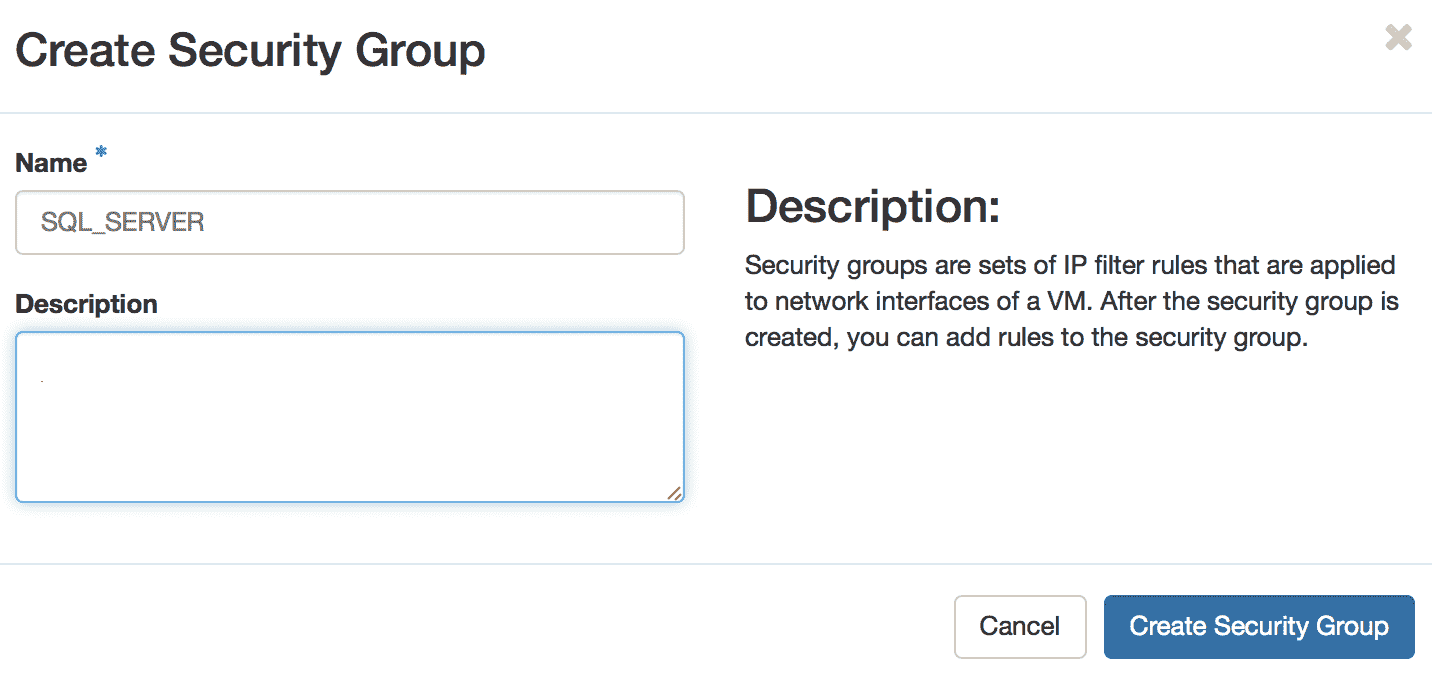 Create Security Group
Name *
SQL_SERVER
Description
Description:
Security groups are sets of IP filter rules that are applied
to network interfaces of a VM. After the security group is
created, you can add rules to the security group.
Cancel
Create Security Group